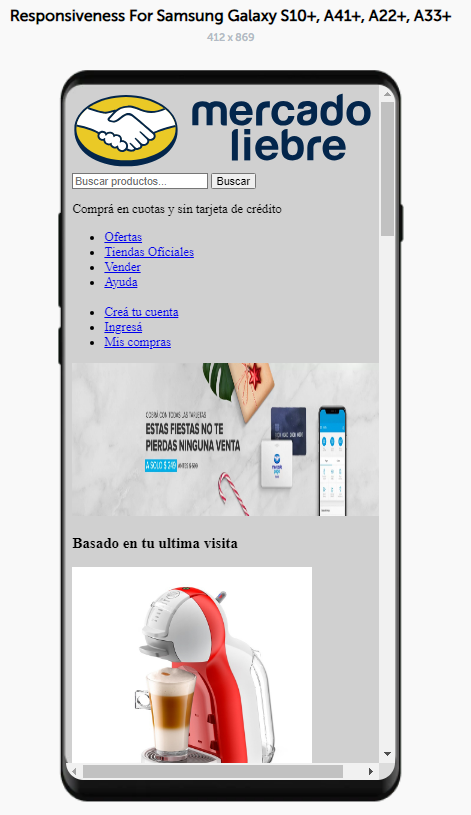 Responsiveness For Samsung Galaxy S10+, A41+, A22+, A33+
412 x 869
mercado
liebre
Buscar productos...
Buscar
Comprá en cuotas y sin tarjeta de crédito
Ofertas
Tiendas Oficiales
Vender
Ayuda
Creá tu cuenta
Ingresá
Mis compras
COBRÁ CON TODAS LAS TARJETAS
ESTAS FIESTAS NO TE
PIERDAS NINGUNA VENTA
A SOLO $ 249
Basado en tu ultima visita